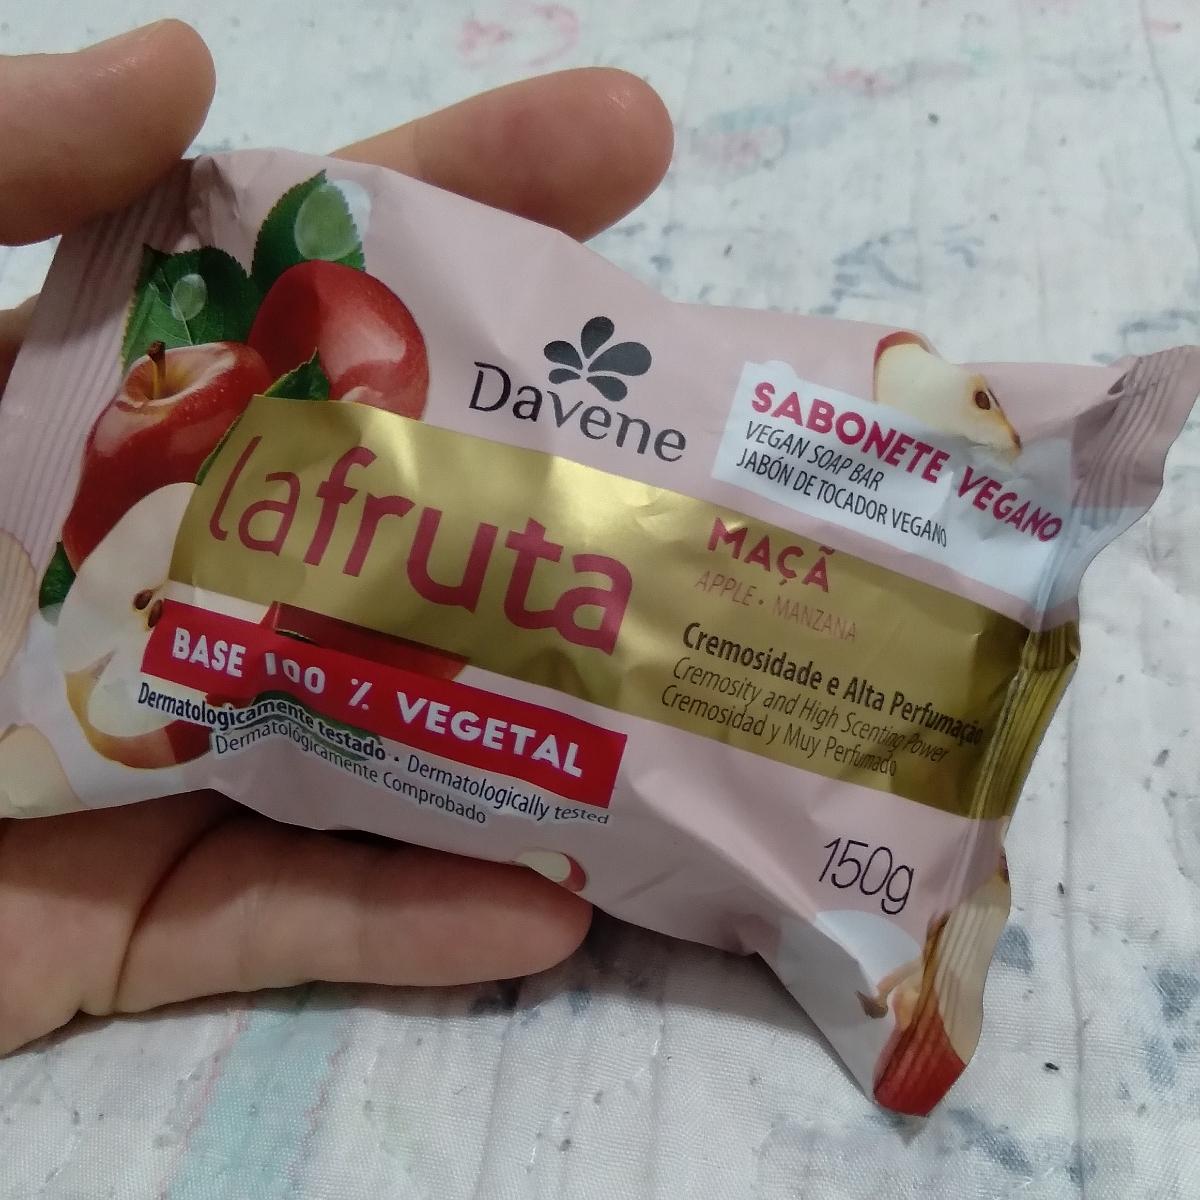 Davene
SABONETE VEGANO
VEGAN SOAP BAR
JABÓN DE TOCADOR VEGANO
lafruta
MAÇÃ
APPLE • MANZANA
Cremosidade e Alta Perfumação
Cremosity and High Scenting Power
Cremosidad y Muy Perfumado
BASE 100 % VEGETAL
Dermatologicamente testado • Dermatologically tested
Dermatológicamente Comprobado
150g